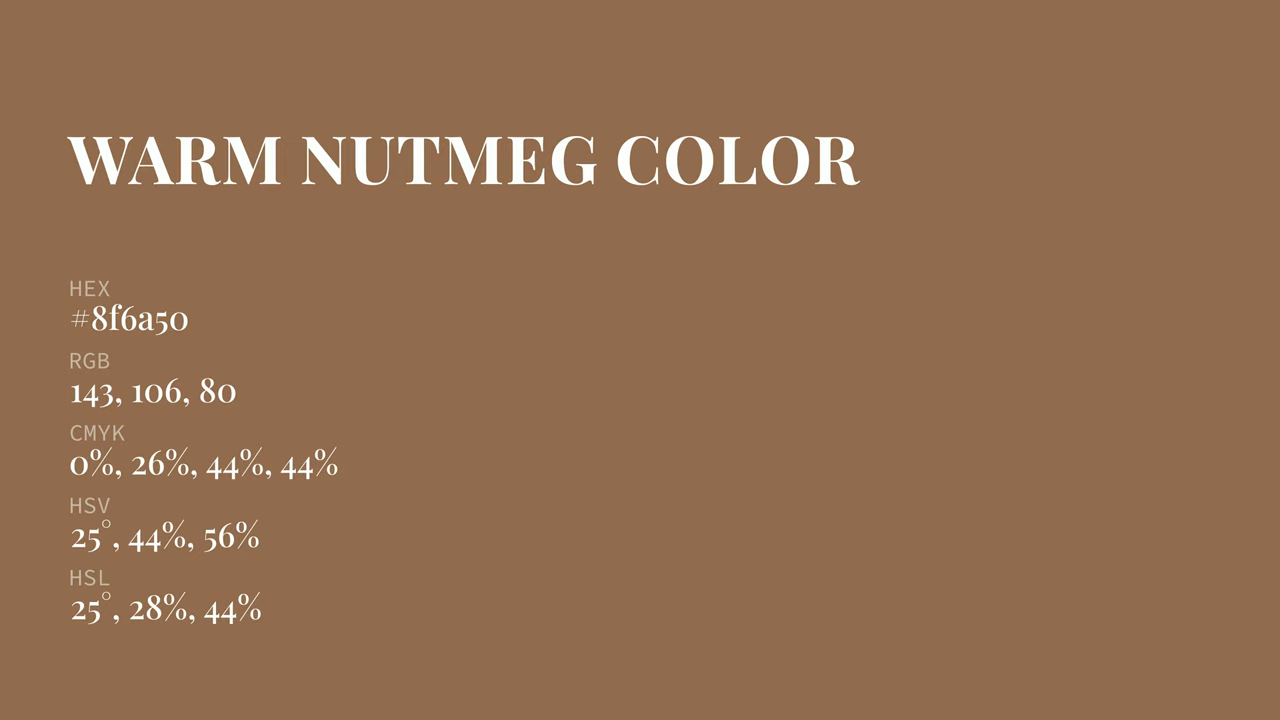 WARM NUTMEG COLOR
HEX
#8f6a50
RGB
143, 106, 80
CMYK
0%, 26%, 44%, 44%
HSV
25°, 44%, 56%
HSL
25°, 28%, 44%